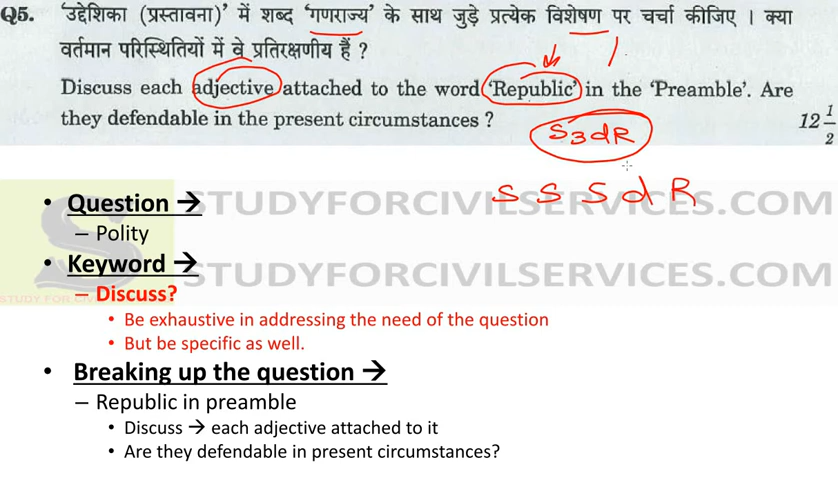 Q5. 'उद्देशिका (प्रस्तावना)' में शब्द 'गणराज्य' के साथ जुड़े प्रत्येक विशेषण पर चर्चा कीजिए । क्या
वर्तमान परिस्थितियों में वे प्रतिरक्षणीय हैं ?
Discuss each adjective attached to the word 'Republic' in the 'Preamble'. Are
they defendable in the present circumstances ? 12 1/2
S3dR
S S S d R
• Question →
– Polity
STUDYFORCIVILSERVICES.COM
• Keyword →
– Discuss?
STUDYFORCIVILSERVICES.COM
STUDY FOR CIVIL SERVICES
• Be exhaustive in addressing the need of the question
• But be specific as well.
• Breaking up the question →
– Republic in preamble
• Discuss → each adjective attached to it
• Are they defendable in present circumstances?